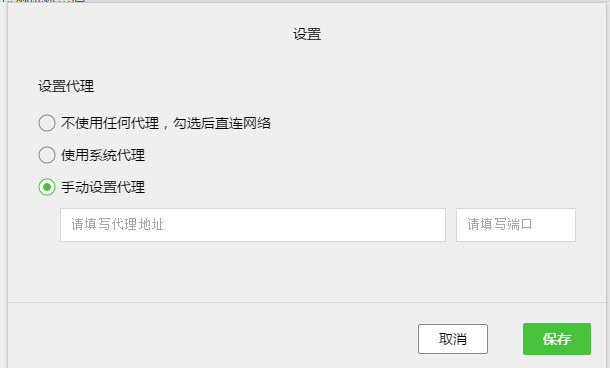 设置
设置代理
不使用任何代理，勾选后直连网络
使用系统代理
手动设置代理
请填写代理地址 请填写端口
取消 保存